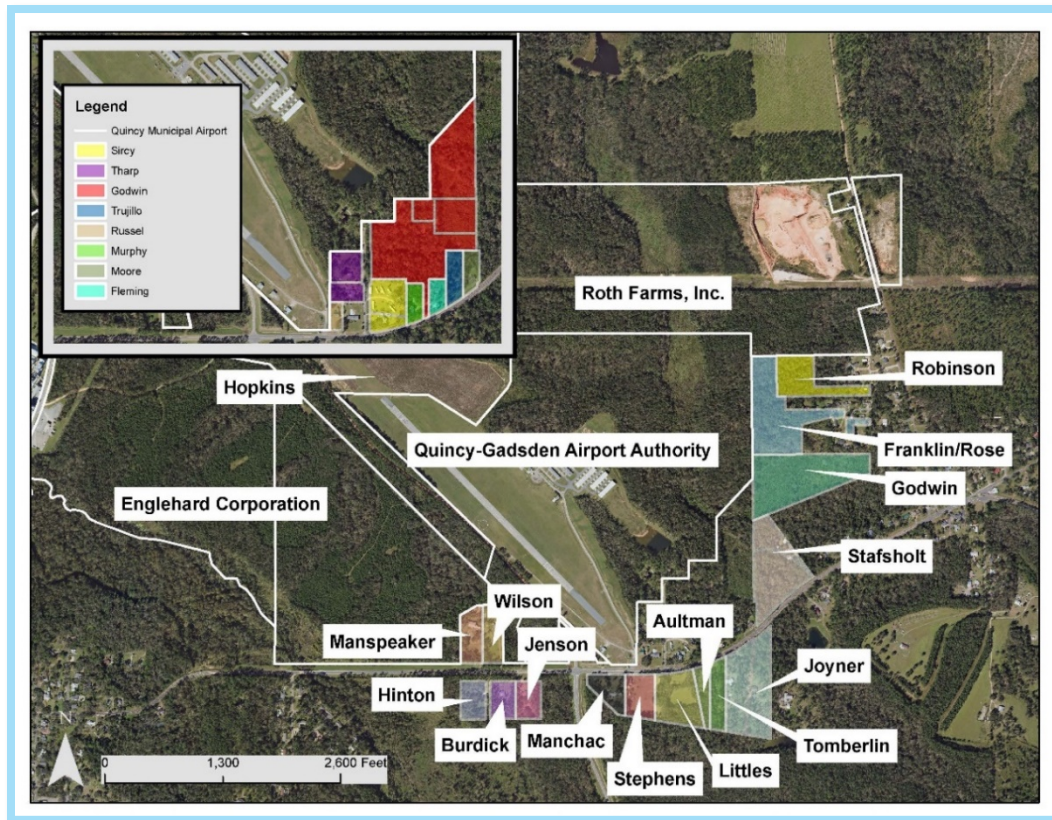 Legend
Quincy Municipal Airport
Sircy
Tharp
Godwin
Trujillo
Russel
Murphy
Moore
Fleming
Roth Farms, Inc.
Robinson
Hopkins
Quincy-Gadsden Airport Authority
Franklin/Rose
Godwin
Englehard Corporation
Stafsholt
Wilson
Aultman
Manspeaker
Jenson
Joyner
Hinton
Burdick
Manchac
Tomberlin
Stephens
Littles
N
0 1,300 2,600 Feet